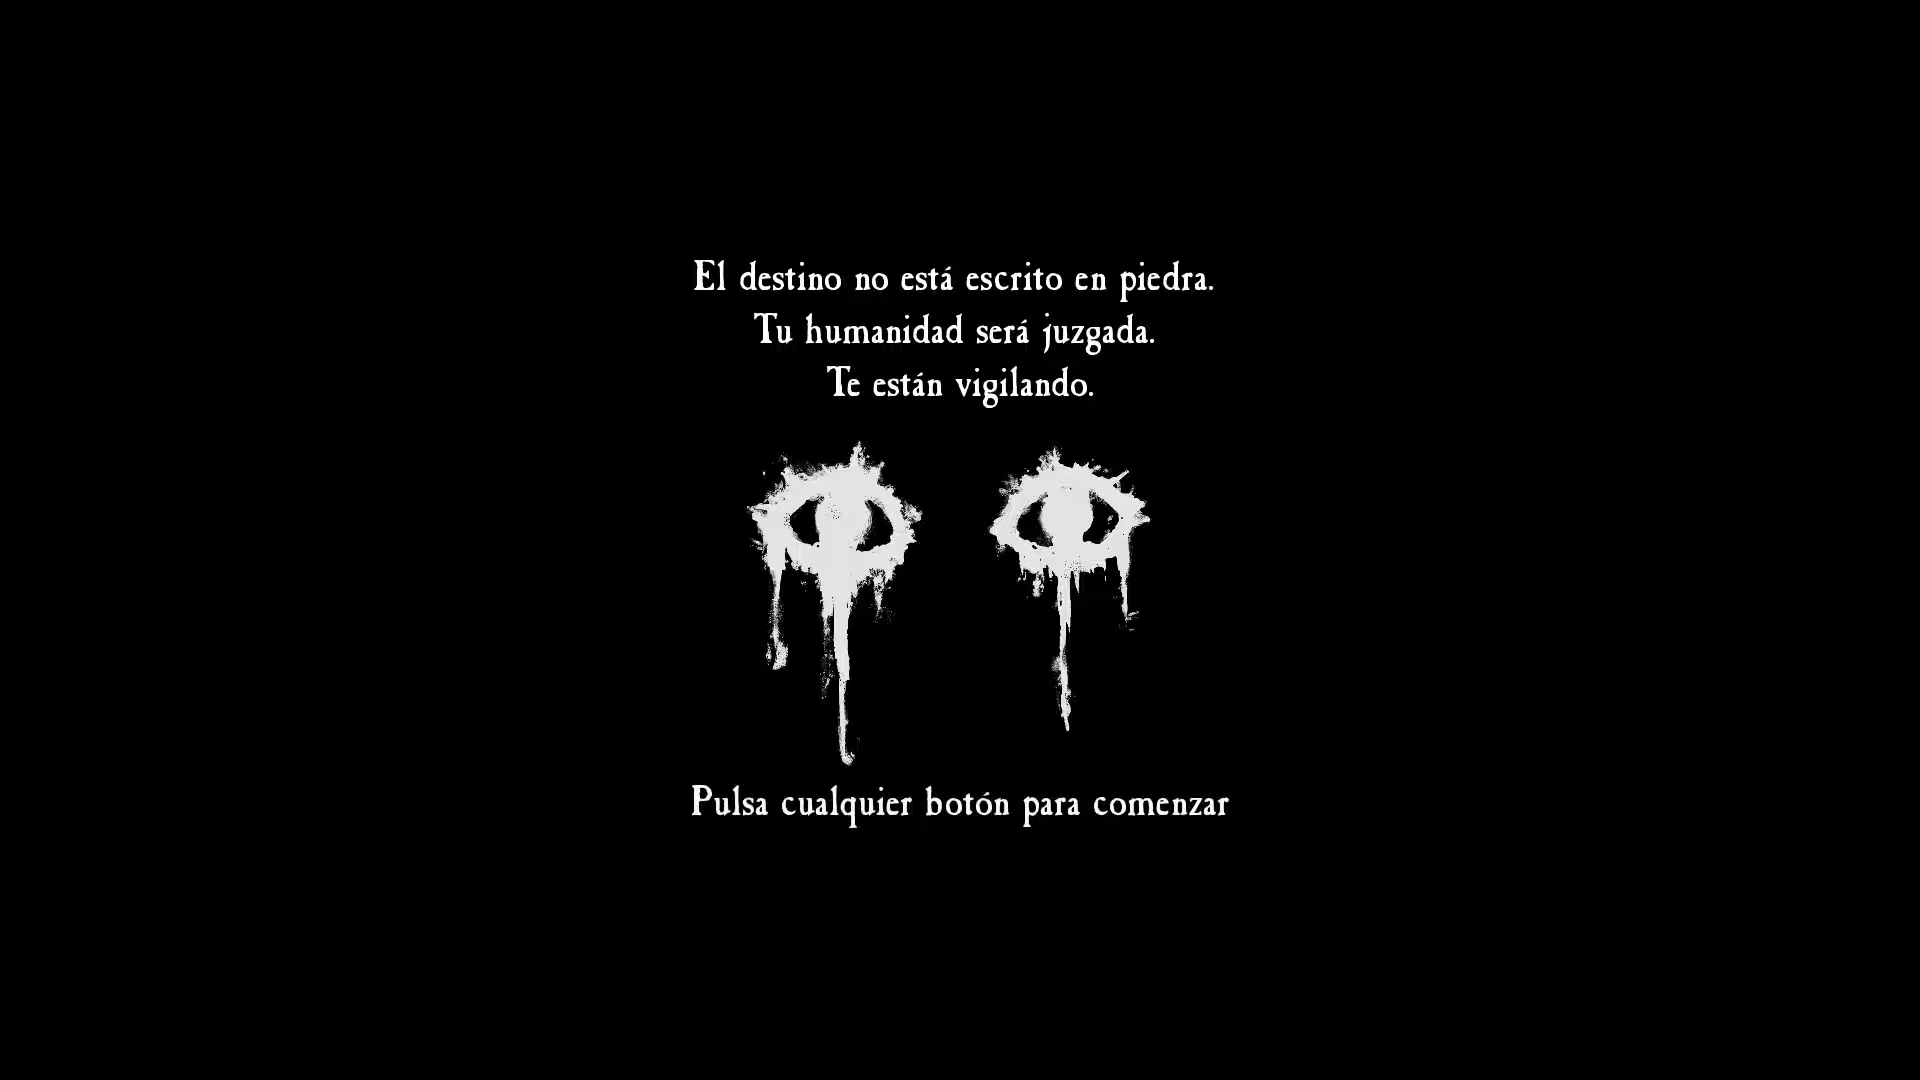 El destino no está escrito en piedra.
Tu humanidad será juzgada.
Te están vigilando.
Pulsa cualquier botón para comenzar